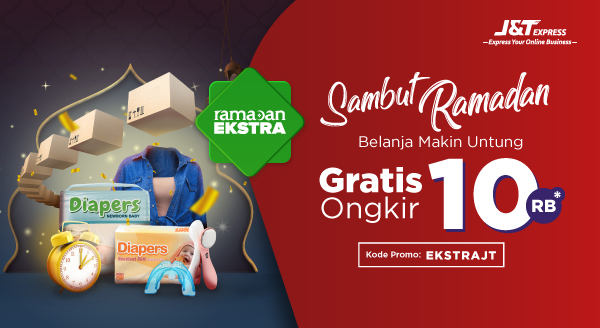 J&T EXPRESS
Express Your Online Business
ramadan
EKSTRA
Sambut Ramadan
Belanja Makin Untung
Gratis
Ongkir
10
RB*
Kode Promo: EKSTRAJT
Diapers
NEWBORN BABY
Diapers